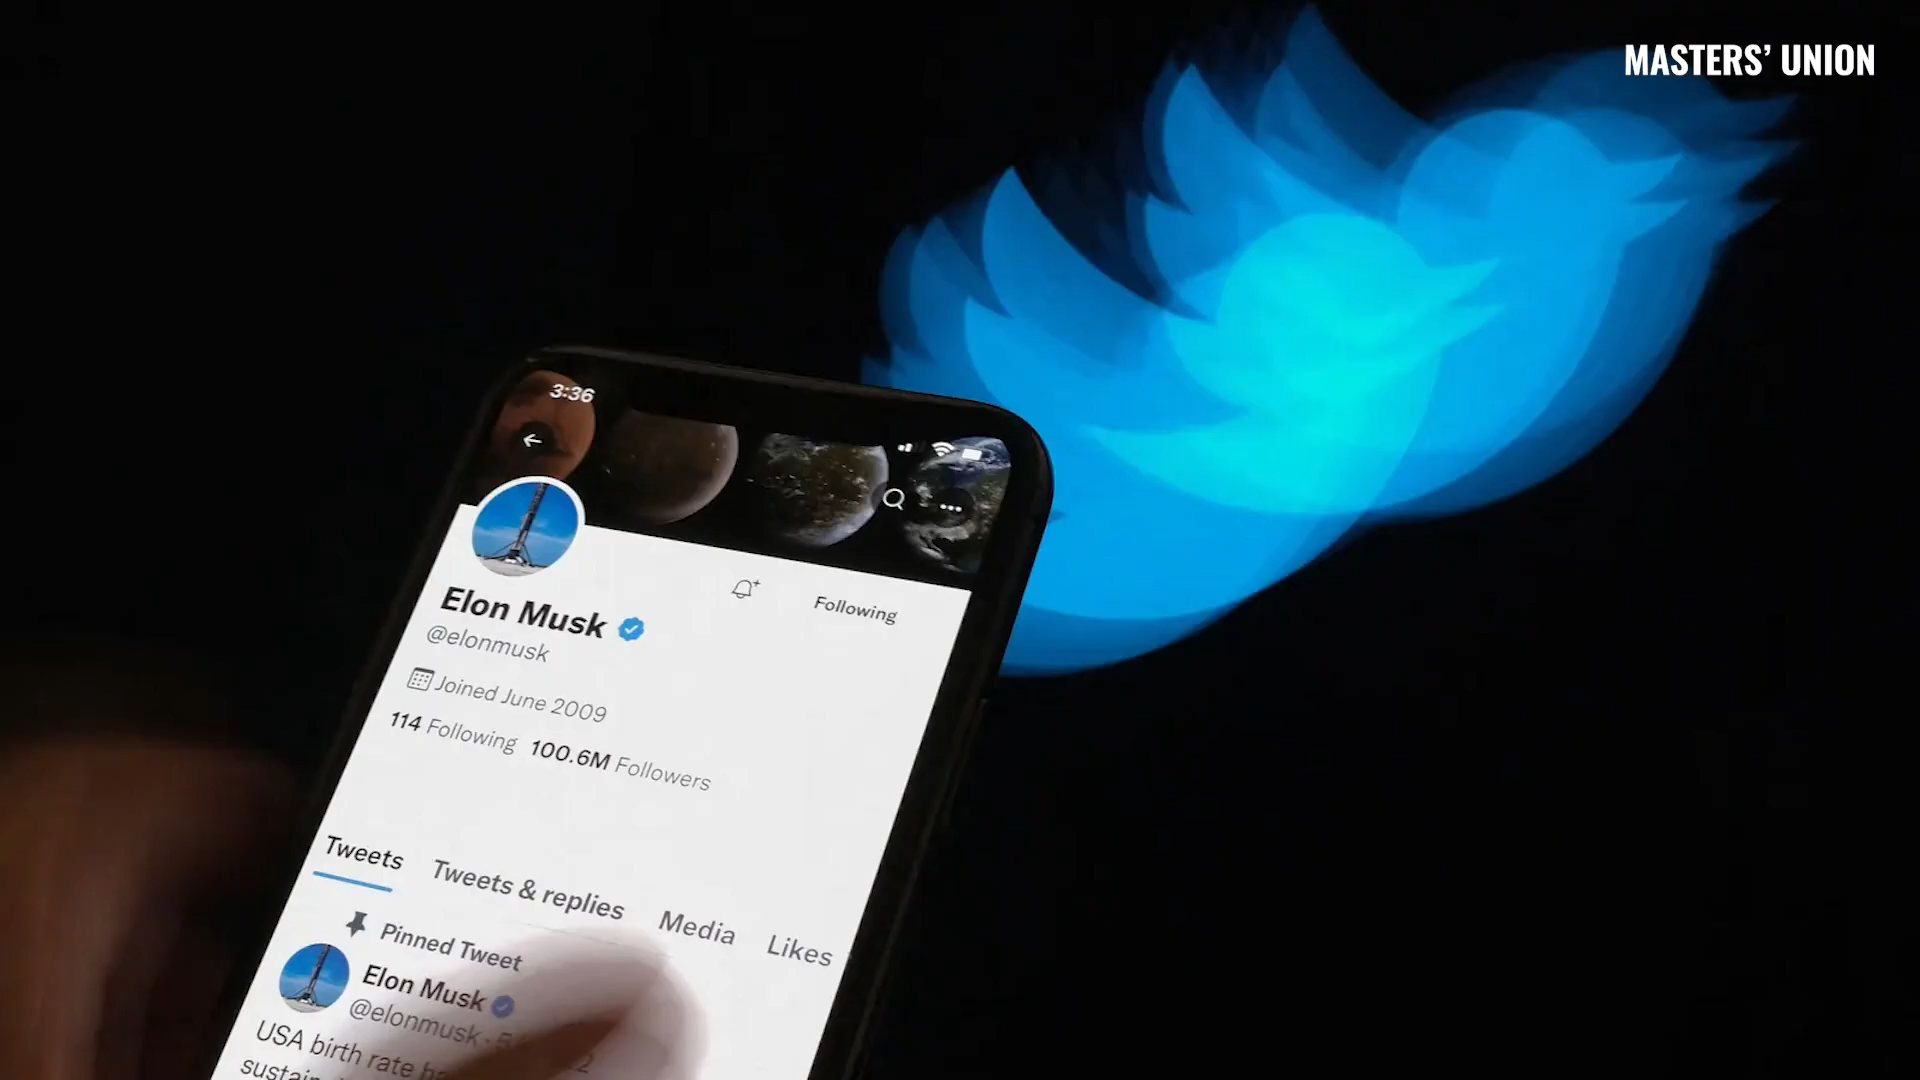 MASTERS' UNION
3:36
Following
Elon Musk
@elonmusk
Joined June 2009
114 Following 100.6M Followers
Tweets Tweets & replies Media Likes
Pinned Tweet
Elon Musk
@elonmusk
USA birth rate